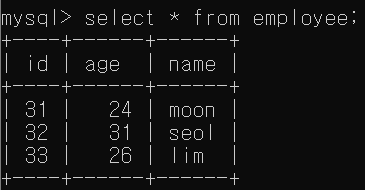 mysql> select * from employee;
+----+------+------+
| id | age | name |
+----+------+------+
| 31 | 24 | moon |
| 32 | 31 | seol |
| 33 | 26 | lim |
+----+------+------+